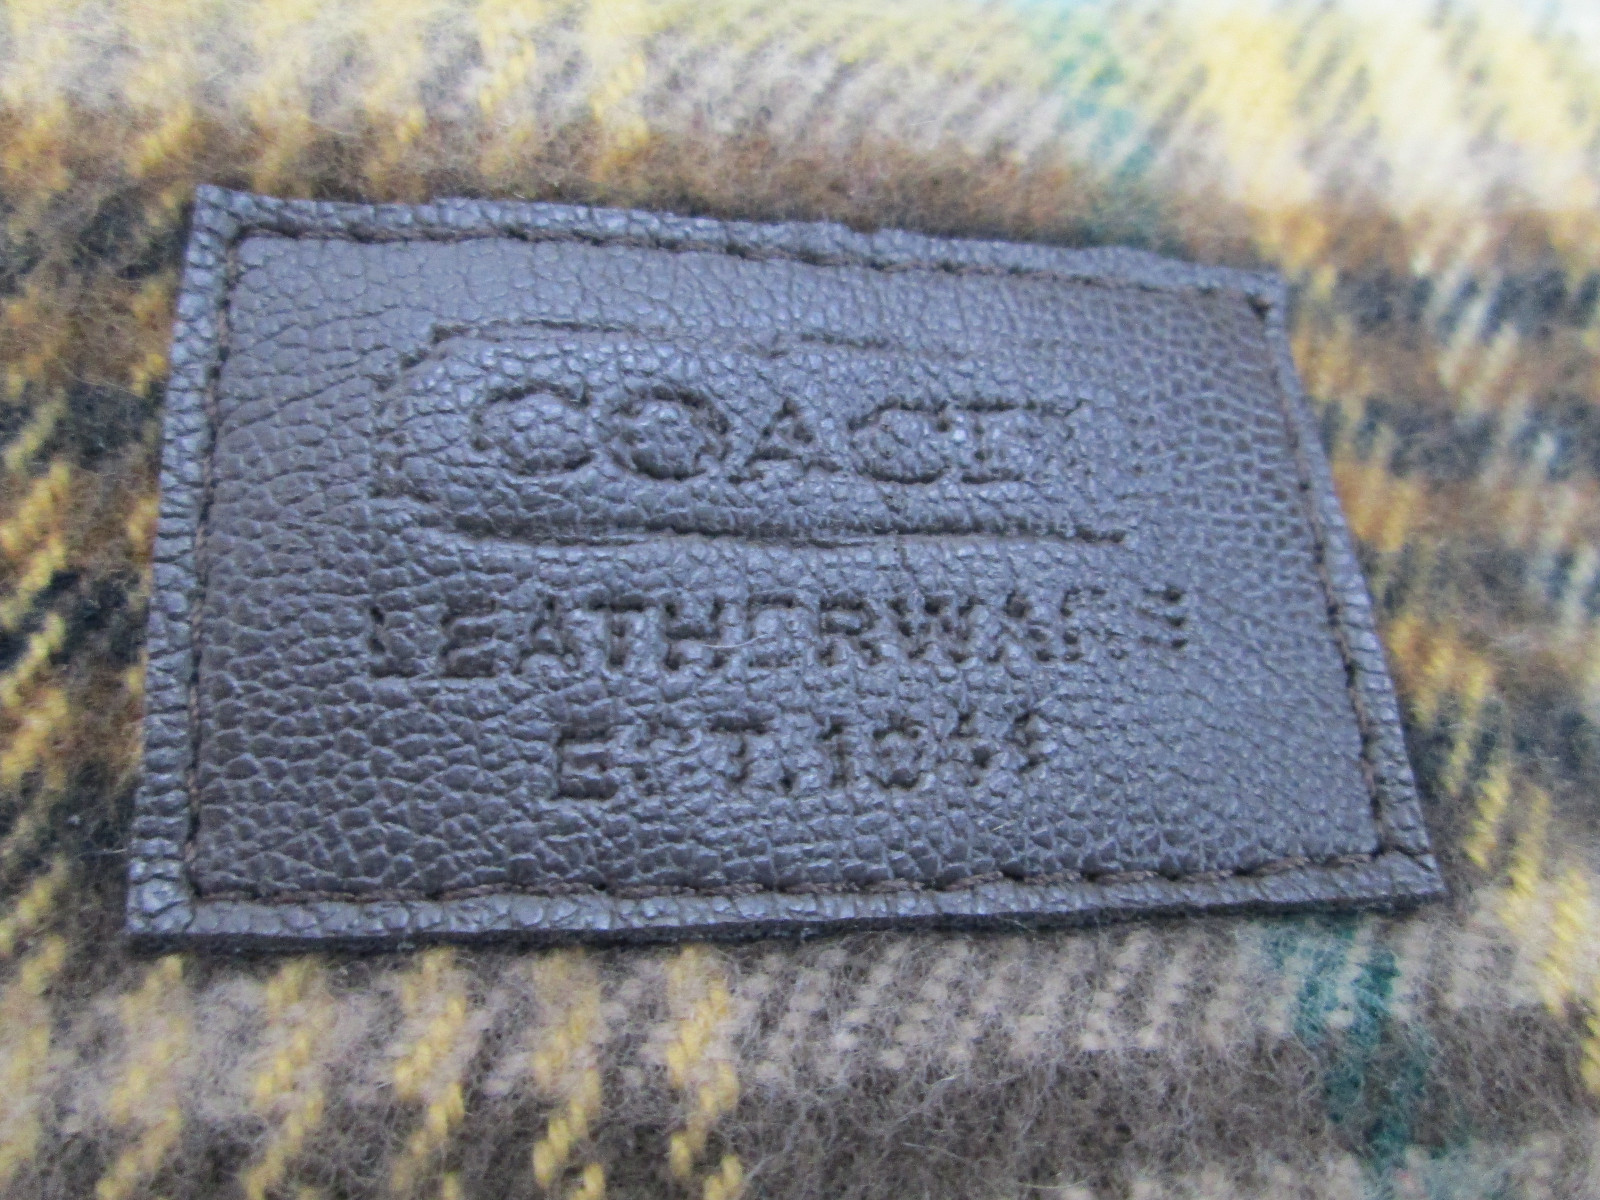 COACH
LEATHERWARE
EST. 1941